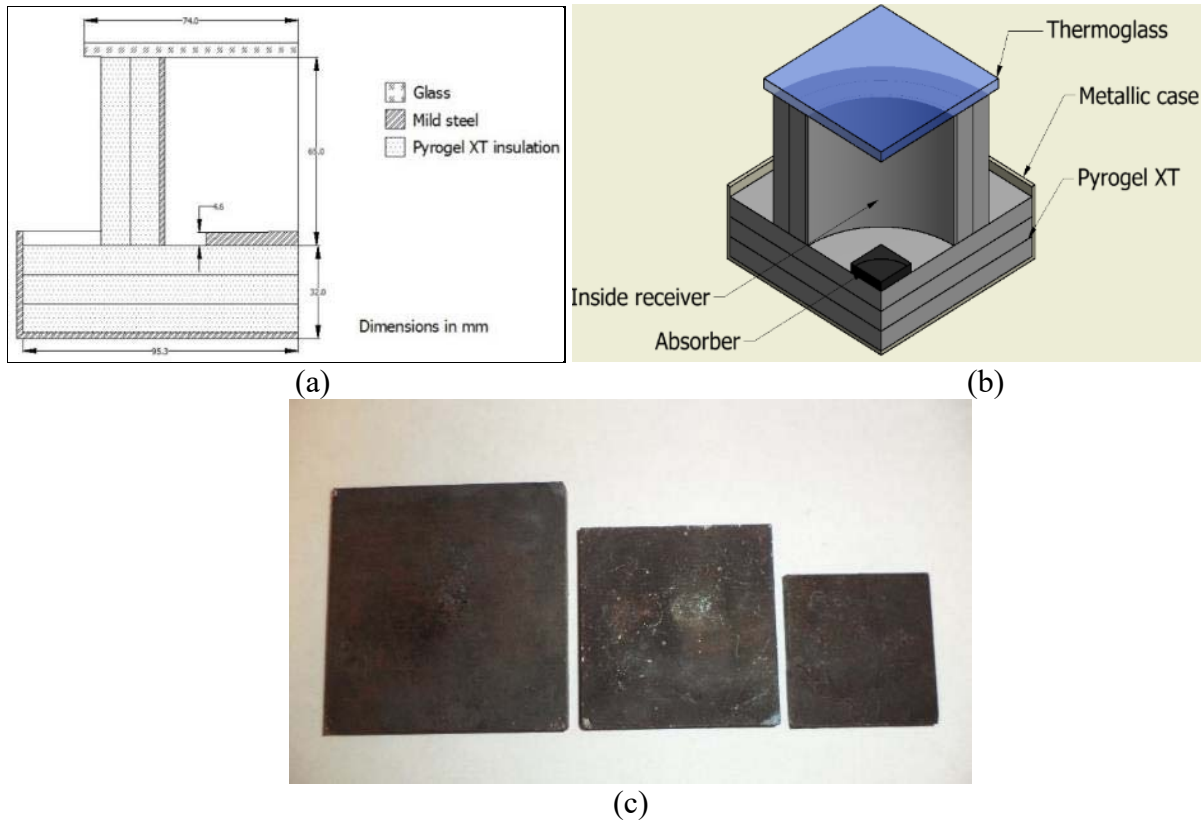 74.0
Glass
Mild steel
Pyrogel XT insulation
65.0
4.6
32.0
Dimensions in mm
95.3
(a)
Thermoglass
Metallic case
Pyrogel XT
Inside receiver
Absorber
(b)
(c)